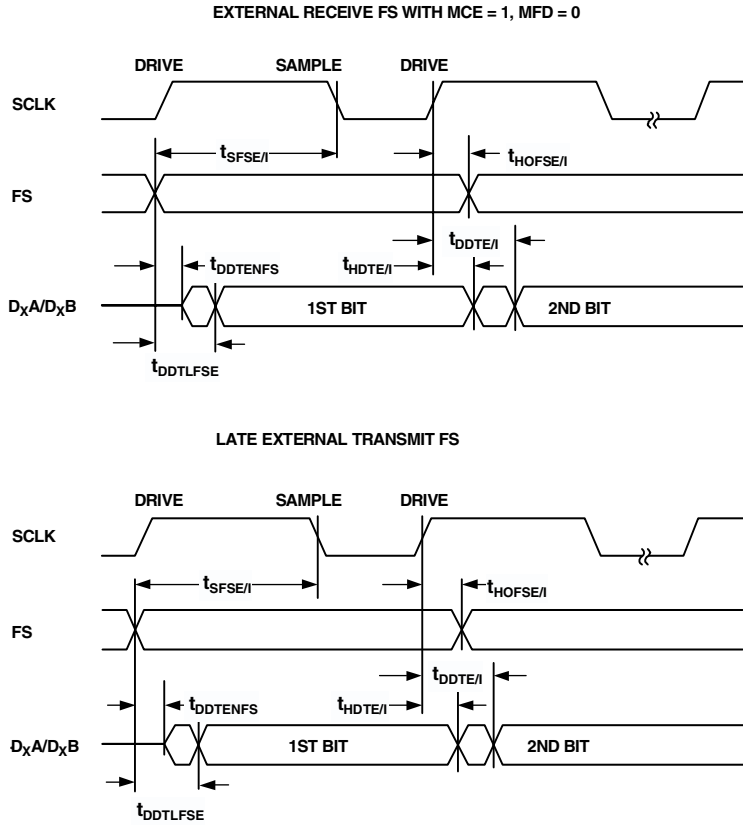 EXTERNAL RECEIVE FS WITH MCE = 1, MFD = 0
DRIVE SAMPLE DRIVE
SCLK
tSFSE/I tHOFSE/I
FS
tDDTE/I
tDDTENFS tHDTE/I
DXA/DXB 1ST BIT 2ND BIT
tDDTLFSE
LATE EXTERNAL TRANSMIT FS
DRIVE SAMPLE DRIVE
SCLK
tSFSE/I tHOFSE/I
FS
tDDTE/I
tDDTENFS tHDTE/I
DXA/DXB 1ST BIT 2ND BIT
tDDTLFSE